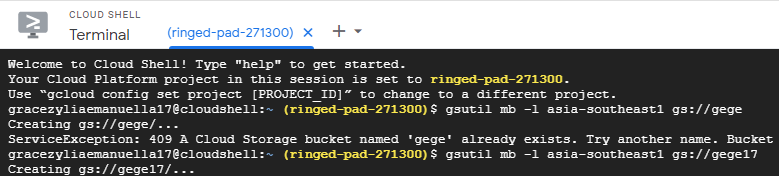 CLOUD SHELL
Terminal
(ringed-pad-271300) × +
Welcome to Cloud Shell! Type "help" to get started.
Your Cloud Platform project in this session is set to ringed-pad-271300.
Use “gcloud config set project [PROJECT_ID]” to change to a different project.
gracezyliaemanuella17@cloudshell:~ (ringed-pad-271300)$ gsutil mb -l asia-southeast1 gs://gege
Creating gs://gege/...
ServiceException: 409 A Cloud Storage bucket named 'gege' already exists. Try another name. Bucket
gracezyliaemanuella17@cloudshell:~ (ringed-pad-271300)$ gsutil mb -l asia-southeast1 gs://gege17
Creating gs://gege17/...